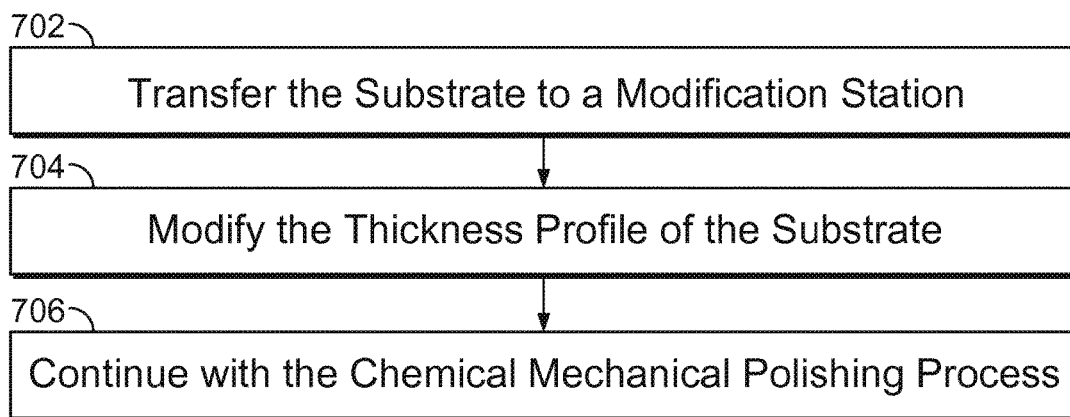 702
Transfer the Substrate to a Modification Station
704
Modify the Thickness Profile of the Substrate
706
Continue with the Chemical Mechanical Polishing Process